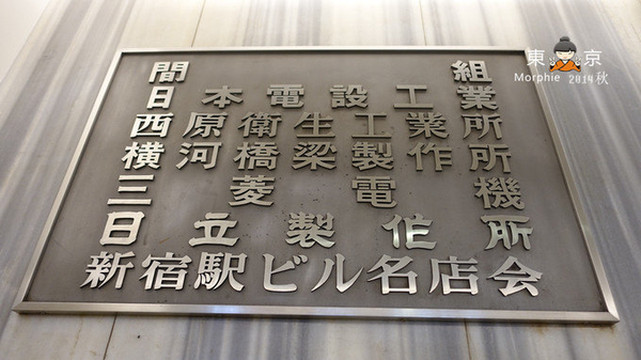 東京
Morphie 2014秋
間組
日本電設工業
西原衛生工業所
横河橋梁製作所
三菱電機
日立製作所
新宿駅ビル名店会